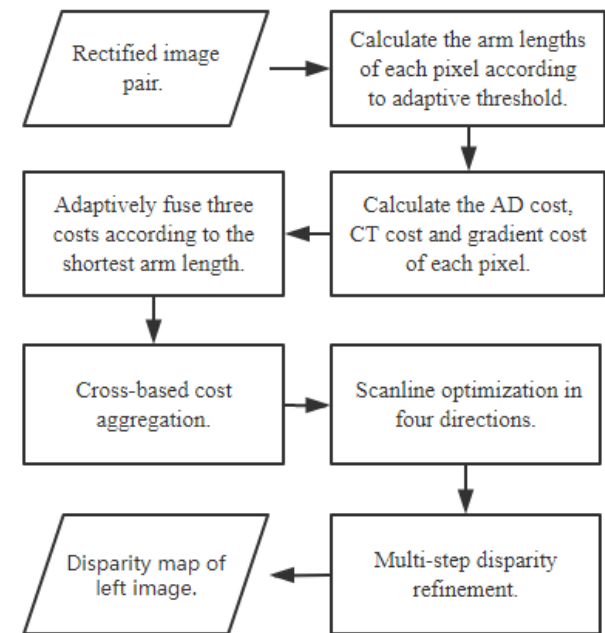 Rectified image
pair.
Calculate the arm lengths
of each pixel according
to adaptive threshold.
Calculate the AD cost,
CT cost and gradient cost
of each pixel.
Adaptively fuse three
costs according to the
shortest arm length.
Cross-based cost
aggregation.
Scanline optimization in
four directions.
Multi-step disparity
refinement.
Disparity map of
left image.